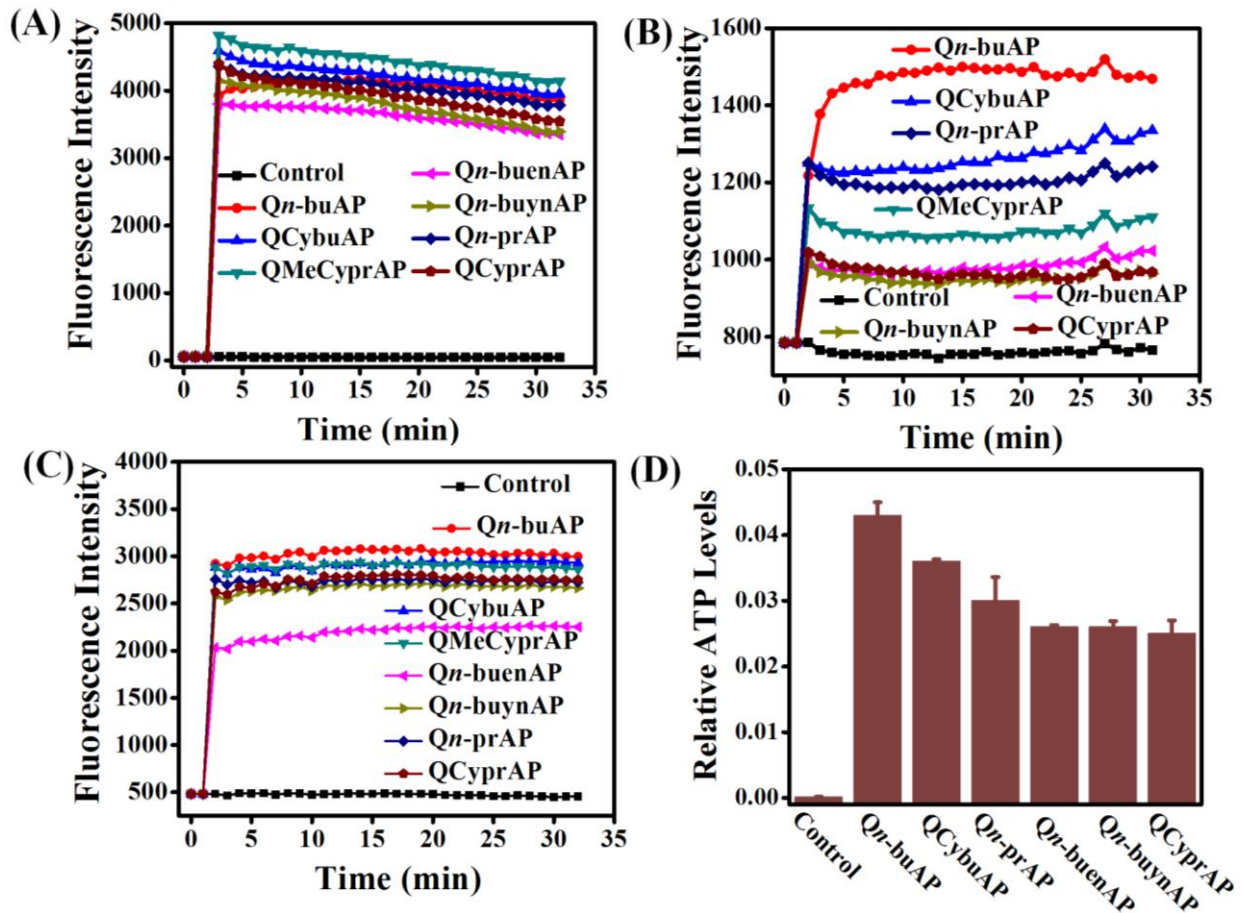 (A)
Fluorescence Intensity
5000
4000
3000
2000
1000
0
Control
Qn-buAP
QCybuAP
QMeCyprAP
Qn-buenAP
Qn-buynAP
Qn-prAP
QCyprAP
0 5 10 15 20 25 30 35
Time (min)
(B)
Fluorescence Intensity
1600
1400
1200
1000
800
Qn-buAP
QCybuAP
Qn-prAP
QMeCyprAP
Control
Qn-buenAP
Qn-buynAP
QCyprAP
0 5 10 15 20 25 30 35
Time (min)
(C)
Fluorescence Intensity
4000
3500
3000
2500
2000
1500
1000
500
Control
Qn-buAP
QCybuAP
QMeCyprAP
Qn-buenAP
Qn-buynAP
Qn-prAP
QCyprAP
0 5 10 15 20 25 30 35
Time (min)
(D)
Relative ATP Levels
0.05
0.04
0.03
0.02
0.01
0.00
Control
Qn-buAP
QCybuAP
Qn-prAP
Qn-buenAP
Qn-buynAP
QCyprAP